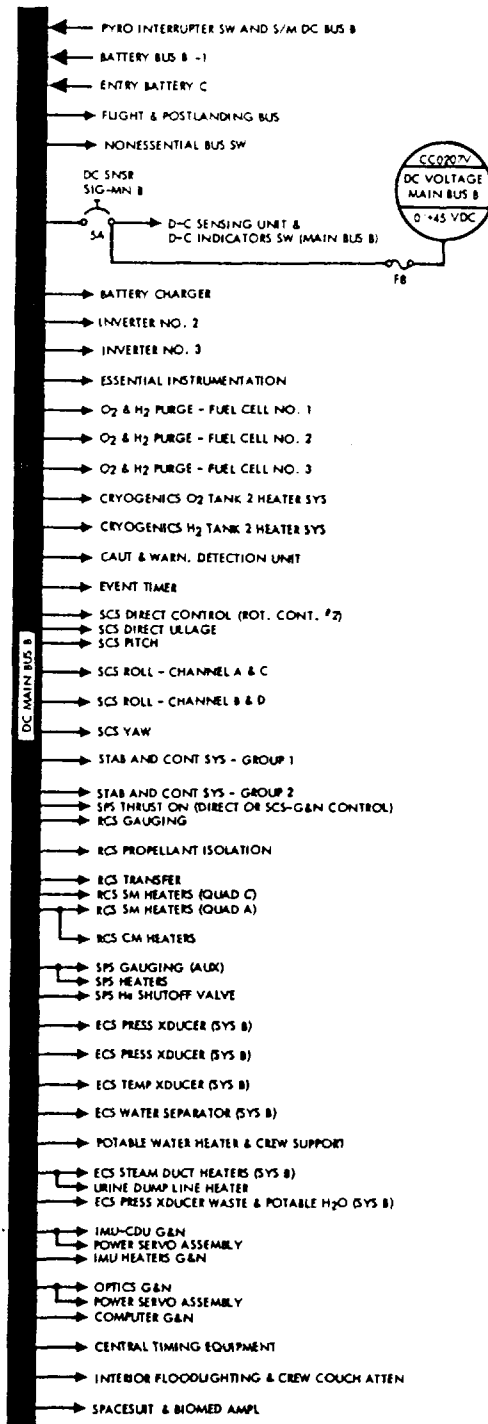 PYRO INTERRUPTER SW AND S/M DC BUS B
BATTERY BUS B -1
ENTRY BATTERY C
FLIGHT & POSTLANDING BUS
NONESSENTIAL BUS SW
DC SNSR
SIG-MN B
5A
D-C SENSING UNIT &
D-C INDICATORS SW (MAIN BUS B)
CC0207V
DC VOLTAGE
MAIN BUS B
0 +45 VDC
F8
BATTERY CHARGER
INVERTER NO. 2
INVERTER NO. 3
ESSENTIAL INSTRUMENTATION
O2 & H2 PURGE - FUEL CELL NO. 1
O2 & H2 PURGE - FUEL CELL NO. 2
O2 & H2 PURGE - FUEL CELL NO. 3
CRYOGENICS O2 TANK 2 HEATER SYS
CRYOGENICS H2 TANK 2 HEATER SYS
CAUT & WARN. DETECTION UNIT
EVENT TIMER
SCS DIRECT CONTROL (ROT. CONT. #2)
SCS DIRECT ULLAGE
SCS PITCH
DC MAIN BUS B
SCS ROLL - CHANNEL A & C
SCS ROLL - CHANNEL B & D
SCS YAW
STAB AND CONT SYS - GROUP 1
STAB AND CONT SYS - GROUP 2
SPS THRUST ON (DIRECT OR SCS-G&N CONTROL)
RCS GAUGING
RCS PROPELLANT ISOLATION
RCS TRANSFER
RCS SM HEATERS (QUAD C)
RCS SM HEATERS (QUAD A)
RCS CM HEATERS
SPS GAUGING (AUX)
SPS HEATERS
SPS He SHUTOFF VALVE
ECS PRESS XDUCER (SYS B)
ECS PRESS XDUCER (SYS B)
ECS TEMP XDUCER (SYS B)
ECS WATER SEPARATOR (SYS B)
POTABLE WATER HEATER & CREW SUPPORT
ECS STEAM DUCT HEATERS (SYS B)
URINE DUMP LINE HEATER
ECS PRESS XDUCER WASTE & POTABLE H2O (SYS B)
IMU-CDU G&N
POWER SERVO ASSEMBLY
IMU HEATERS G&N
OPTICS G&N
POWER SERVO ASSEMBLY
COMPUTER G&N
CENTRAL TIMING EQUIPMENT
INTERIOR FLOODLIGHTING & CREW COUCH ATTEN
SPACESUIT & BIOMED AMPL